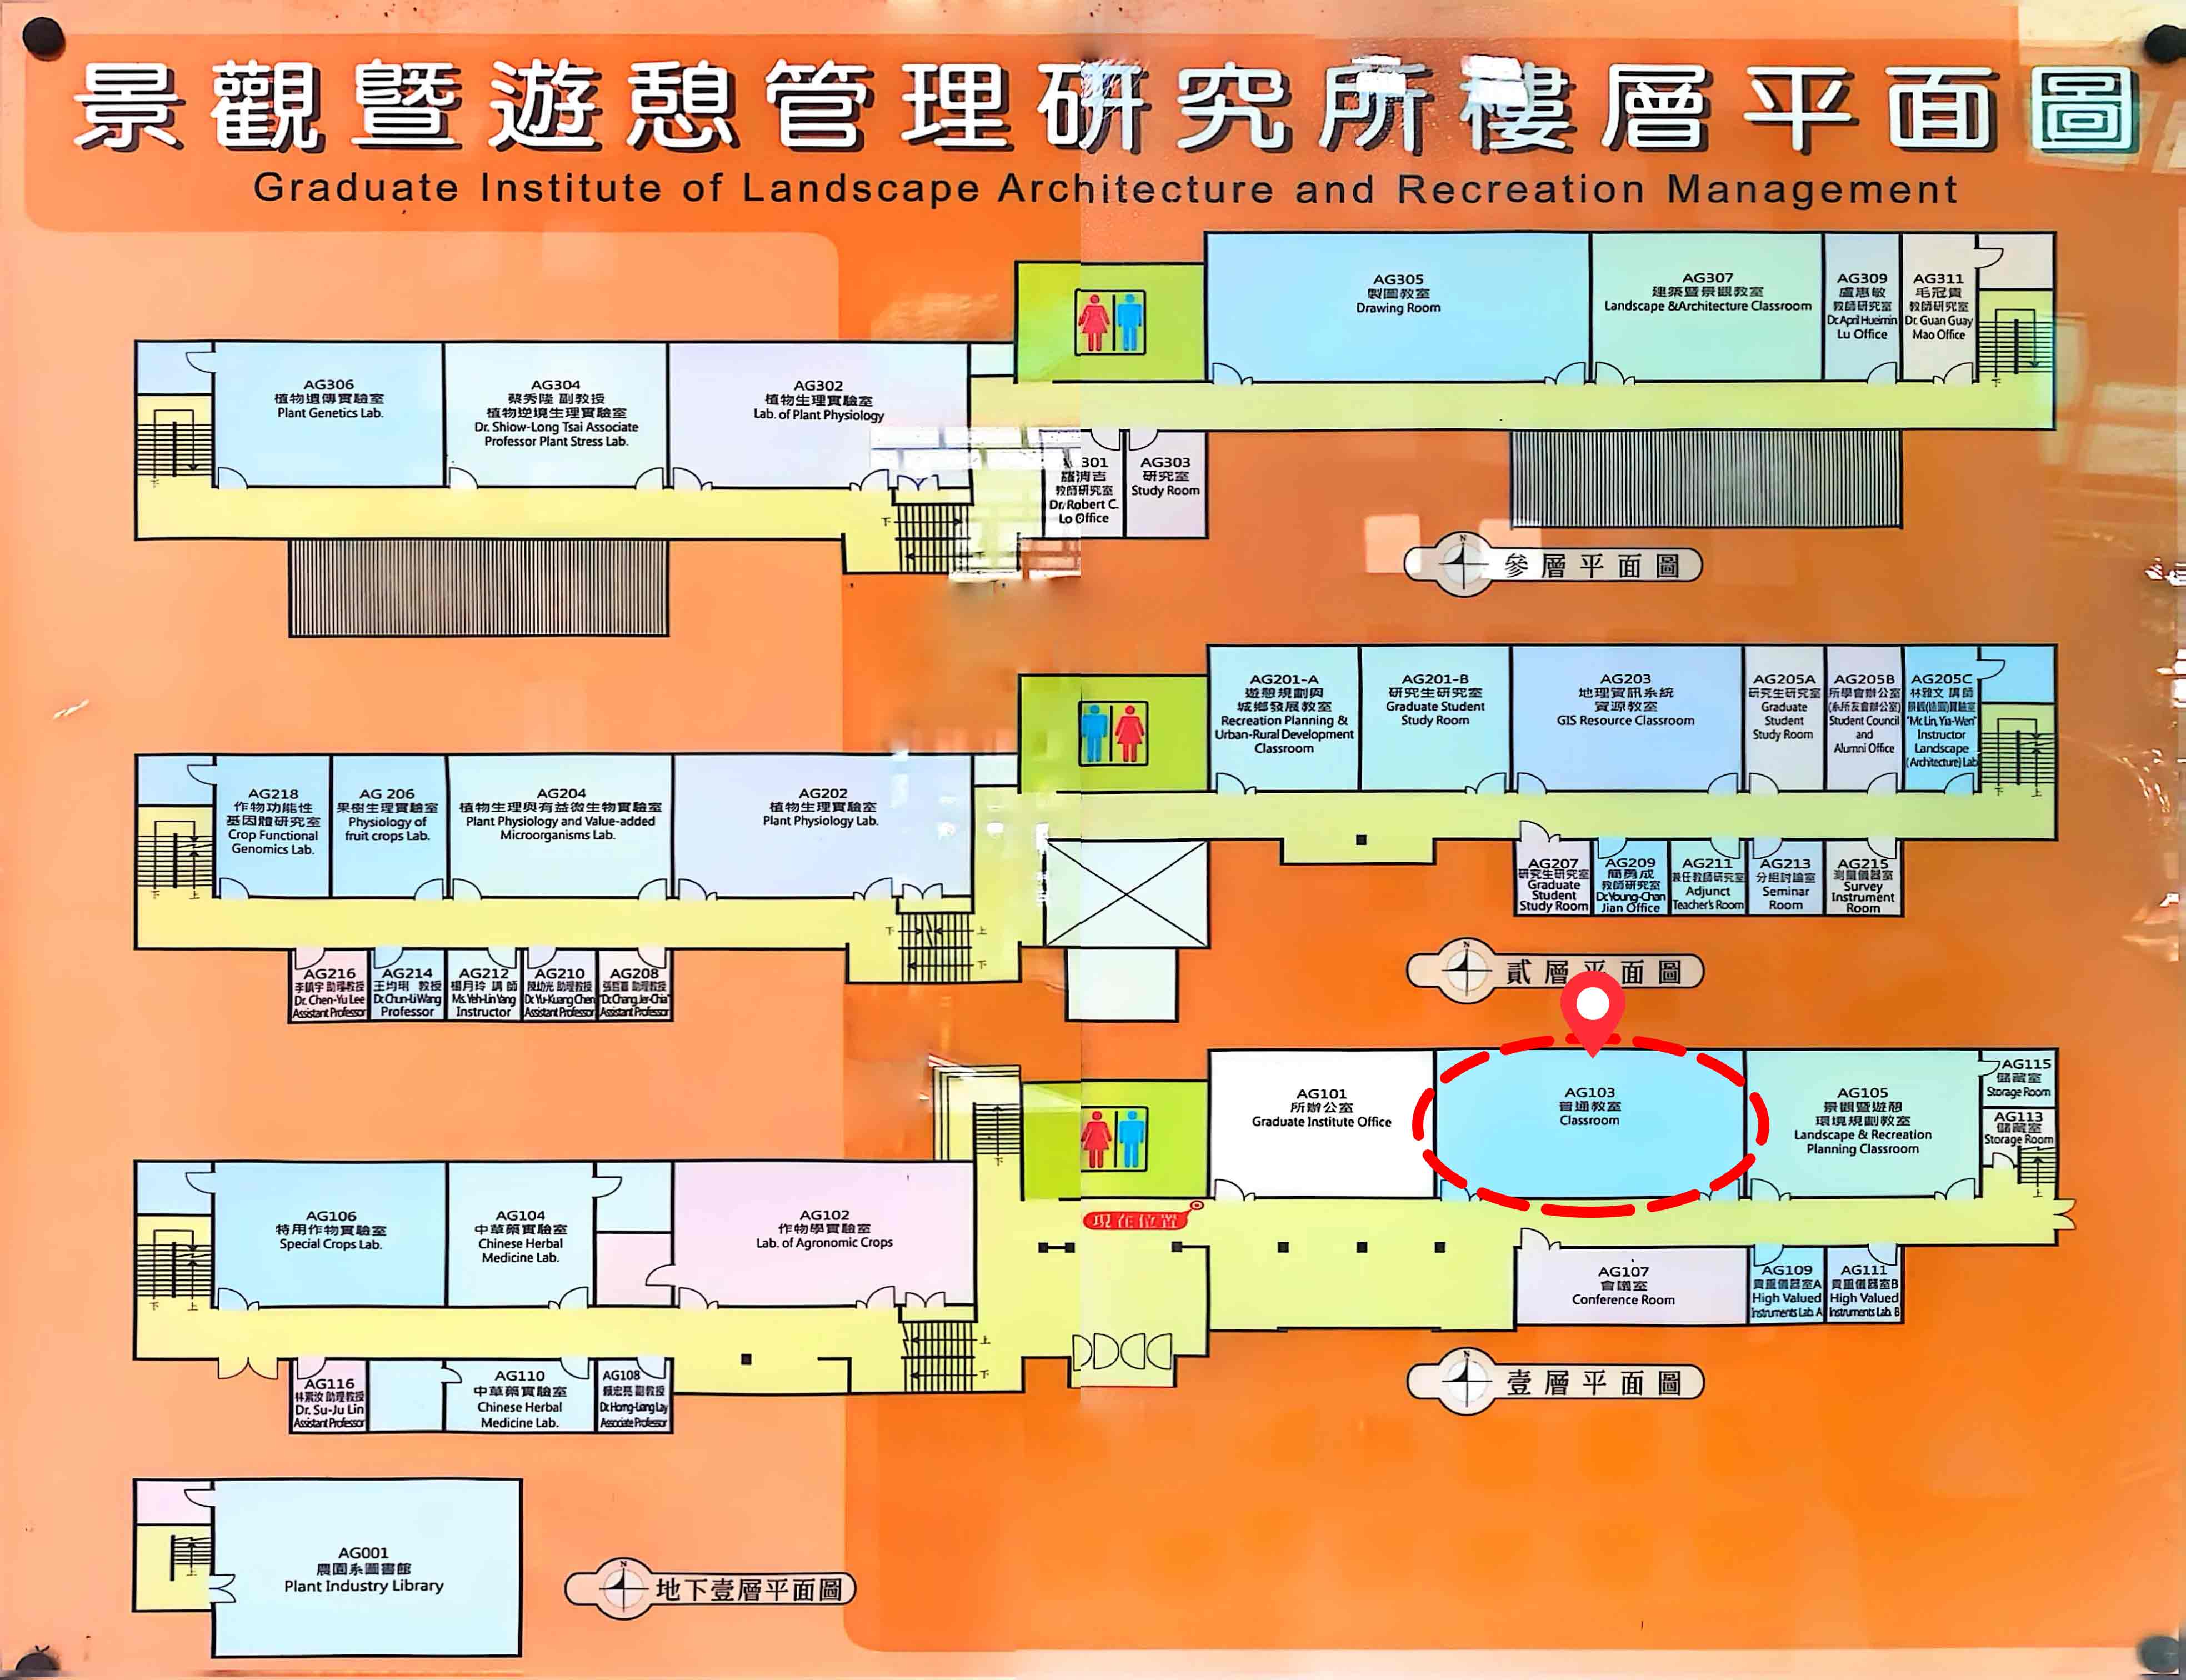 景觀暨遊憩管理研究所樓層平面圖
Graduate Institute of Landscape Architecture and Recreation Management
AG305
製圖教室
Drawing Room
AG307
建築暨景觀教室
Landscape &Architecture Classroom
AG309
盧惠敏
教師研究室
Dr.April Hueimin
Lu Office
AG311
毛冠貴
教師研究室
Dr. Guan Guay
Mao Office
下
AG306
植物遺傳實驗室
Plant Genetics Lab.
AG304
蔡秀隆 副教授
植物逆境生理實驗室
Dr. Shiow-Long Tsai Associate
Professor Plant Stress Lab.
AG302
植物生理實驗室
Lab. of Plant Physiology
下
下
301
羅清吉
教師研究室
Dr. Robert C.
Lo Office
AG303
研究室
Study Room
N
參層平面圖
AG201-A
遊憩規劃與
城鄉發展教室
Recreation Planning &
Urban-Rural Development
Classroom
AG201-B
研究生研究室
Graduate Student
Study Room
AG203
地理資訊系統
資源教室
GIS Resource Classroom
AG205A
研究生研究室
Graduate
Student
Study Room
AG205B
所學會辦公室
(系所友會辦公室)
Student Council
and
Alumni Office
AG205C
林雅文 講師
景觀(造園)實驗室
"Mr. Lin, Yia-Wen"
Instructor
Landscape
(Architecture) Lab
下 上
AG218
作物功能性
基因體研究室
Crop Functional
Genomics Lab.
AG 206
果樹生理實驗室
Physiology of
fruit crops Lab.
AG204
植物生理與有益微生物實驗室
Plant Physiology and Value-added
Microorganisms Lab.
AG202
植物生理實驗室
Plant Physiology Lab.
下 上
下 上
下
AG207
研究生研究室
Graduate
Student
Study Room
AG209
簡勇成
教師研究室
Dr.Young-Chan
Jian Office
AG211
兼任教師研究室
Adjunct
Teacher's Room
AG213
分組討論室
Seminar
Room
AG215
測量儀器室
Survey
Instrument
Room
AG216
李鎮宇 助理教授
Dr. Chen-Yu Lee
Assistant Professor
AG214
王均琍 教授
Dr.Chun-Li Wang
Professor
AG212
楊月玲 講師
Ms. Yeh-Lin Yang
Instructor
AG210
陳幼光 助理教授
Dr. Yu-Kuang Chen
Assistant Professor
AG208
張哲嘉 助理教授
"Dr.Chang,Jer-Chia"
Assistant Professor
N
貳層平面圖
AG101
所辦公室
Graduate Institute Office
AG103
普通教室
Classroom
AG105
景觀暨遊憩
環境規劃教室
Landscape & Recreation
Planning Classroom
AG115
儲藏室
Storage Room
AG113
儲藏室
Storage Room
上
下
現在位置
AG106
特用作物實驗室
Special Crops Lab.
AG104
中草藥實驗室
Chinese Herbal
Medicine Lab.
AG102
作物學實驗室
Lab. of Agronomic Crops
下 上
上
下
AG107
會議室
Conference Room
AG109
貴重儀器室A
High Valued
Instruments Lab. A
AG111
貴重儀器室B
High Valued
Instruments Lab. B
AG116
林素汝 助理教授
Dr. Su-Ju Lin
Assistant Professor
AG110
中草藥實驗室
Chinese Herbal
Medicine Lab.
AG108
賴宏亮 副教授
Dr. Horng-Liang Lay
Associate Professor
N
壹層平面圖
AG001
農園系圖書館
Plant Industry Library
上
N
地下壹層平面圖